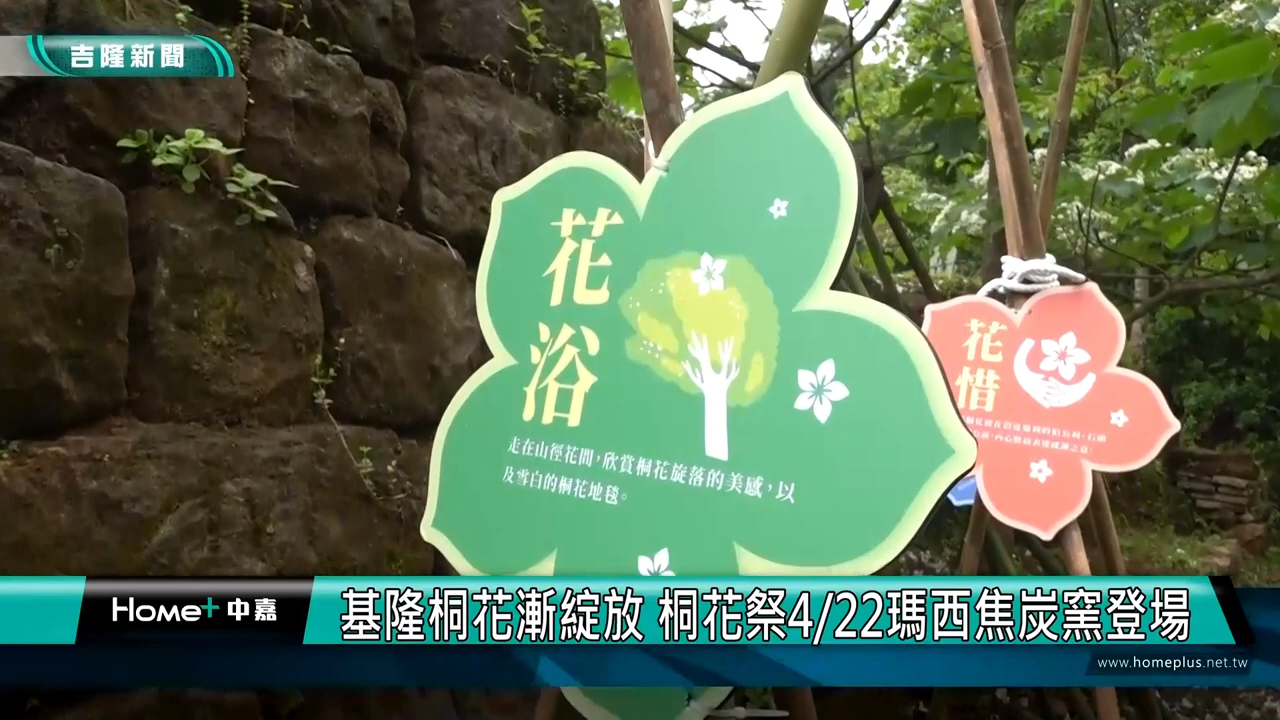 吉隆新聞
花浴
走在山徑花間，欣賞桐花旋落的美感，以
及雪白的桐花地毯。
花惜
Home+中嘉
基隆桐花漸綻放 桐花祭4/22瑪西焦炭窯登場
www.homeplus.net.tw